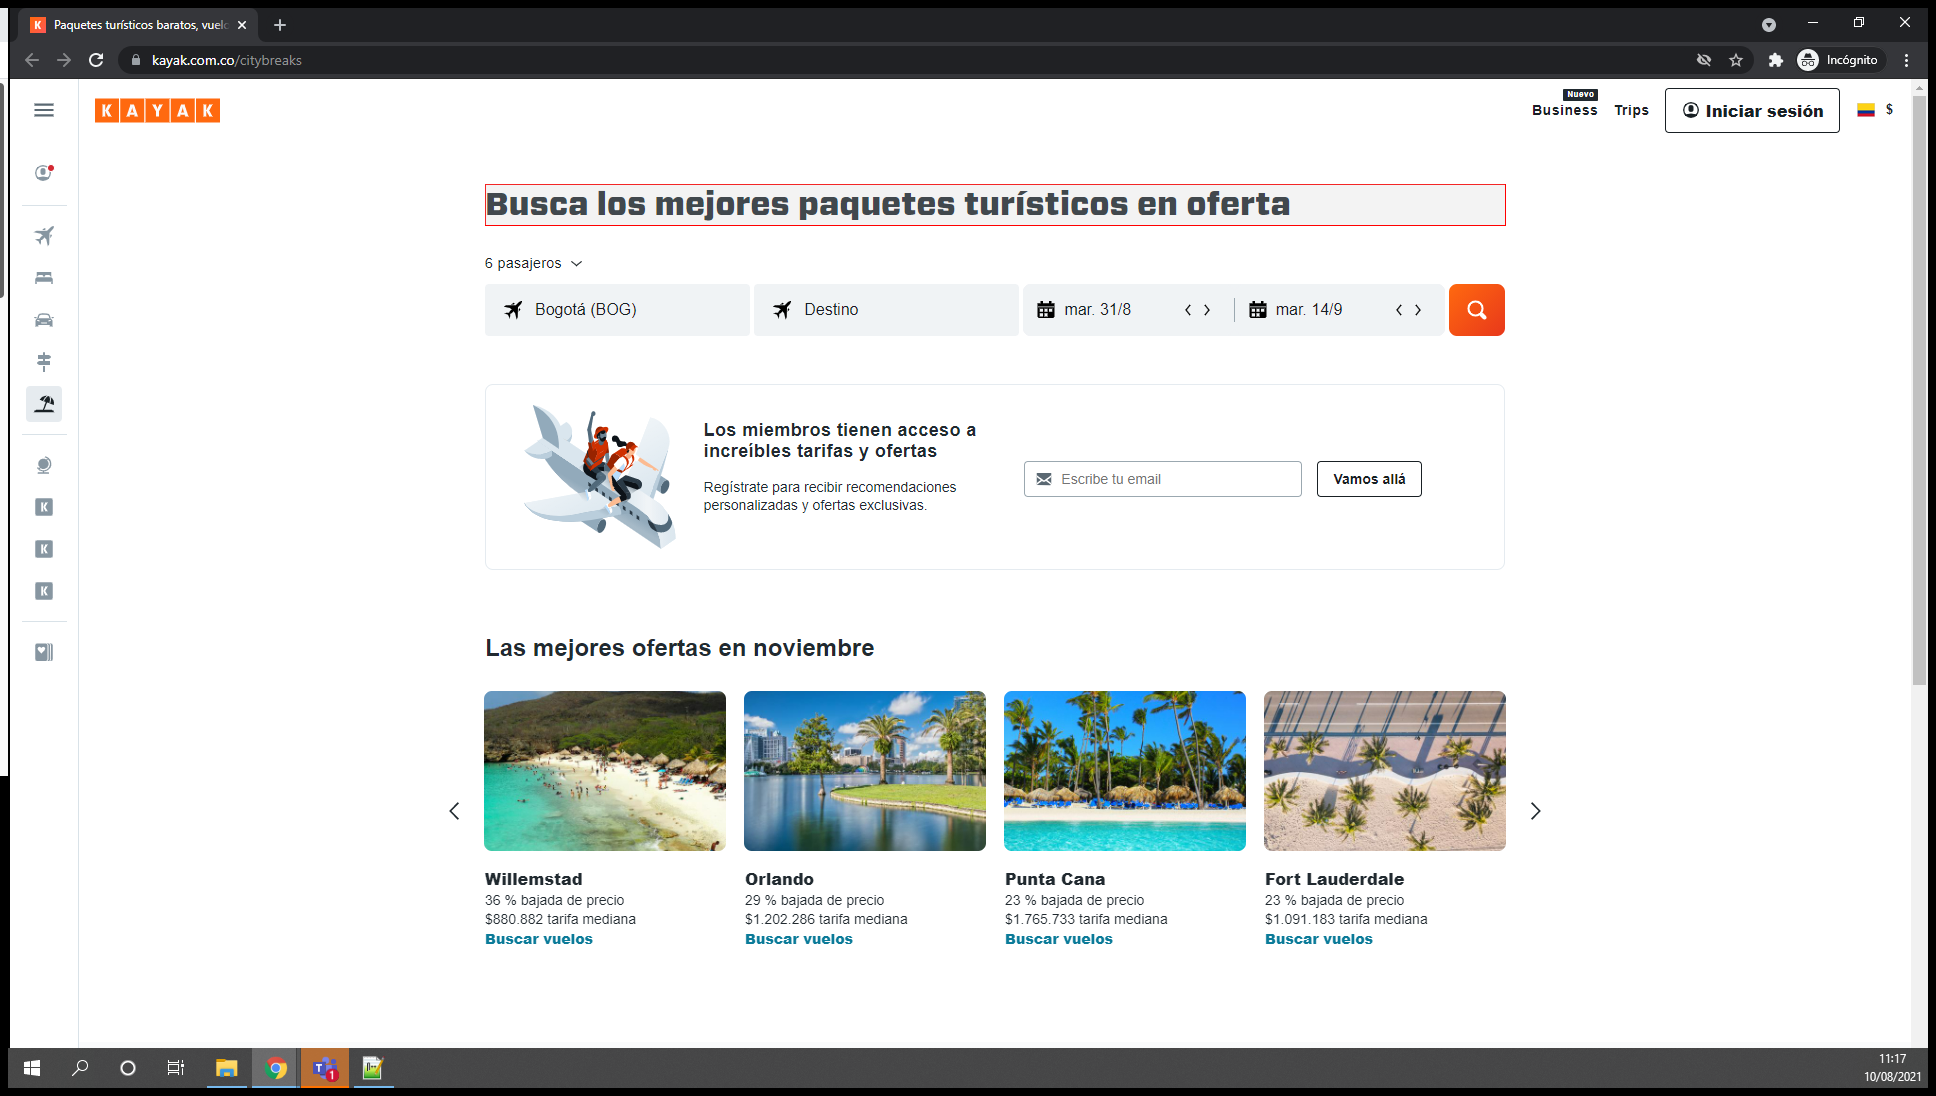 Paquetes turísticos baratos, vuel
kayak.com.co/citybreaks
Incógnito
KAYAK
Nuevo
Business
Trips
Iniciar sesión
$
Busca los mejores paquetes turísticos en oferta
6 pasajeros
Bogotá (BOG)
Destino
mar. 31/8
mar. 14/9
Los miembros tienen acceso a
increíbles tarifas y ofertas
Regístrate para recibir recomendaciones
personalizadas y ofertas exclusivas.
Escribe tu email
Vamos allá
K
K
K
Las mejores ofertas en noviembre
Willemstad
36 % bajada de precio
$880.882 tarifa mediana
Buscar vuelos
Orlando
29 % bajada de precio
$1.202.286 tarifa mediana
Buscar vuelos
Punta Cana
23 % bajada de precio
$1.765.733 tarifa mediana
Buscar vuelos
Fort Lauderdale
23 % bajada de precio
$1.091.183 tarifa mediana
Buscar vuelos
11:17
10/08/2021